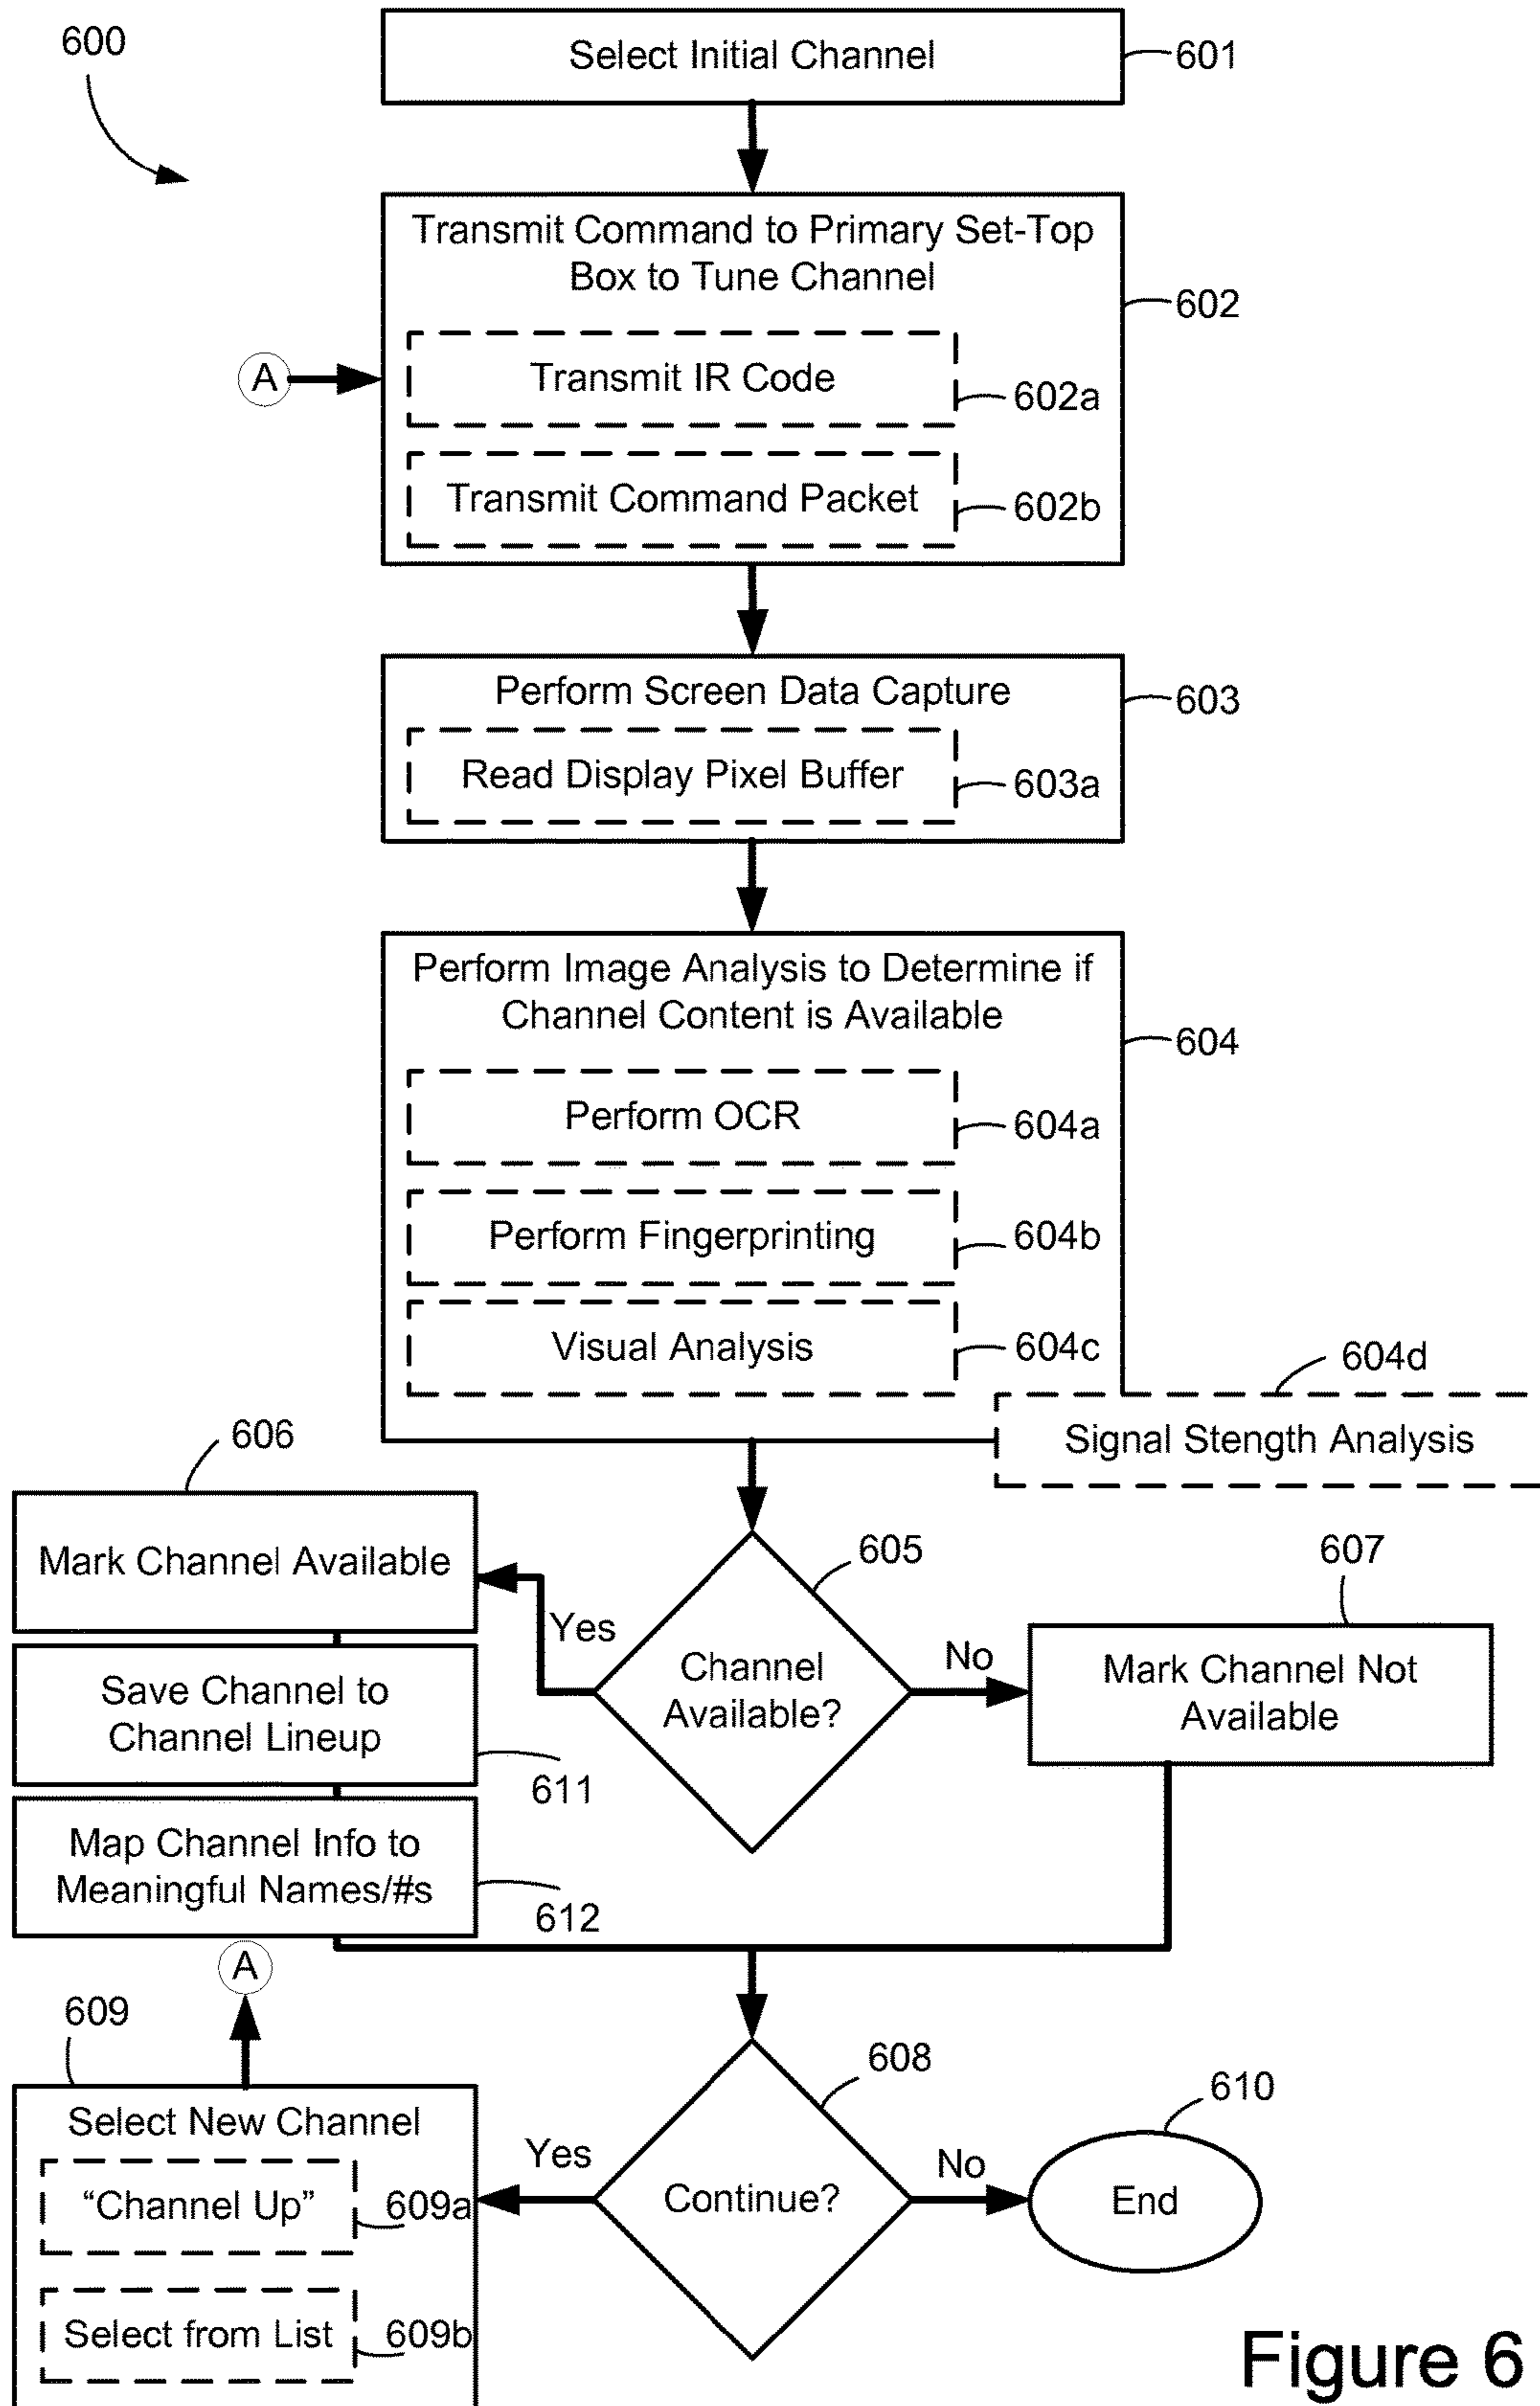 600
Select Initial Channel
601
Transmit Command to Primary Set-Top
Box to Tune Channel
602
A
Transmit IR Code
602a
Transmit Command Packet
602b
Perform Screen Data Capture
603
Read Display Pixel Buffer
603a
Perform Image Analysis to Determine if
Channel Content is Available
604
Perform OCR
604a
Perform Fingerprinting
604b
Visual Analysis
604c
604d
Signal Stength Analysis
606
Mark Channel Available
605
607
Yes
Channel
Available?
No
Mark Channel Not
Available
Save Channel to
Channel Lineup
611
Map Channel Info to
Meaningful Names/#s
612
A
609
608
610
Select New Channel
Yes
Continue?
No
End
“Channel Up”
609a
Select from List
609b
Figure 6